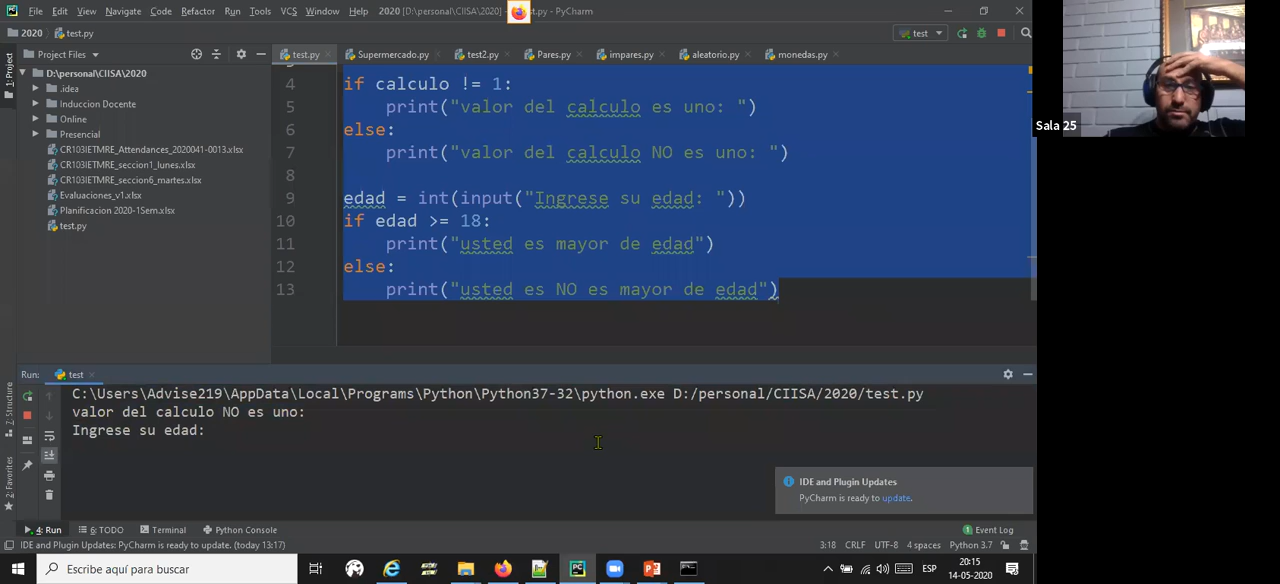 File Edit View Navigate Code Refactor Run Tools VCS Window Help 2020 [D:\personal\CIISA\2020] t.py - PyCharm
2020 test.py test
Project Files test.py Supermercado.py test2.py Pares.py impares.py aleatorio.py monedas.py
1: Project
D:\personal\CIISA\2020
.idea
Induccion Docente
Online
Presencial
CR103IETMRE_Attendances_2020041-0013.xlsx
CR103IETMRE_seccion1_lunes.xlsx
CR103IETMRE_seccion6_martes.xlsx
Evaluaciones_v1.xlsx
Planificacion 2020-1Sem.xlsx
test.py
4 if calculo != 1:
5 print("valor del calculo es uno: ")
6 else:
7 print("valor del calculo NO es uno: ")
8
9 edad = int(input("Ingrese su edad: "))
10 if edad >= 18:
11 print("usted es mayor de edad")
12 else:
13 print("usted es NO es mayor de edad")
Sala 25
Run: test
C:\Users\Advise219\AppData\Local\Programs\Python\Python37-32\python.exe D:/personal/CIISA/2020/test.py
valor del calculo NO es uno:
Ingrese su edad:
Z: Structure
2: Favorites
IDE and Plugin Updates
PyCharm is ready to update.
4: Run 6: TODO Terminal Python Console 1 Event Log
IDE and Plugin Updates: PyCharm is ready to update. (today 13:17) 3:18 CRLF UTF-8 4 spaces Python 3.7
Escribe aquí para buscar
ESP
20:15
14-05-2020